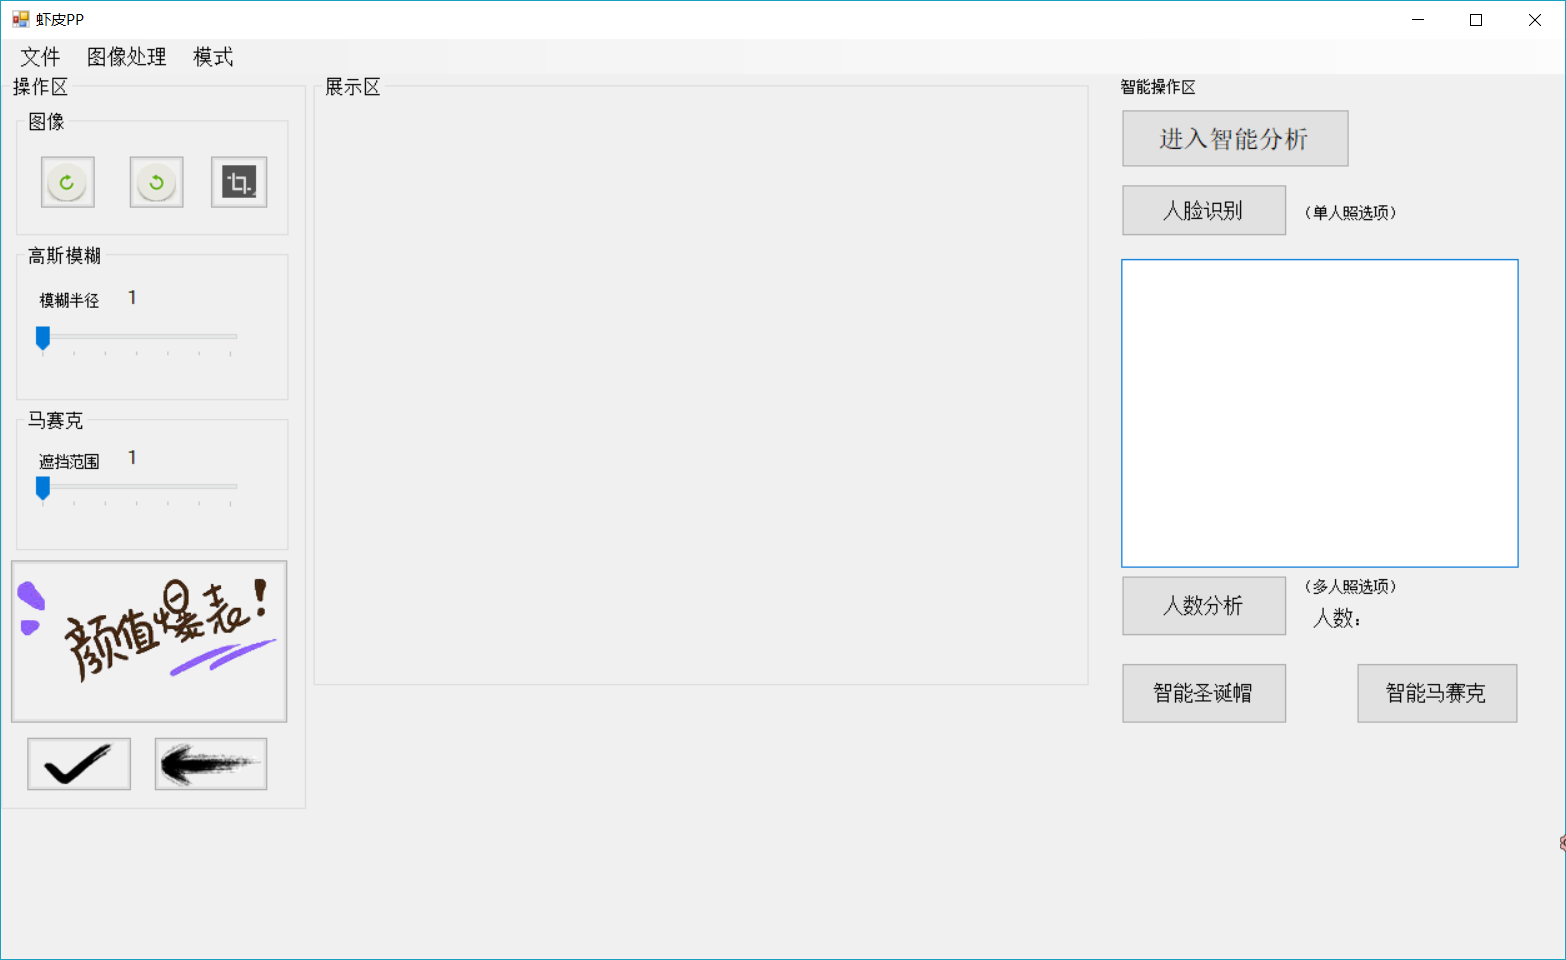 虾皮PP
文件 图像处理 模式
操作区
图像
高斯模糊
模糊半径 1
马赛克
遮挡范围 1
颜值爆表!
展示区
智能操作区
进入智能分析
人脸识别 (单人照选项)
人数分析 (多人照选项)
人数:
智能圣诞帽 智能马赛克